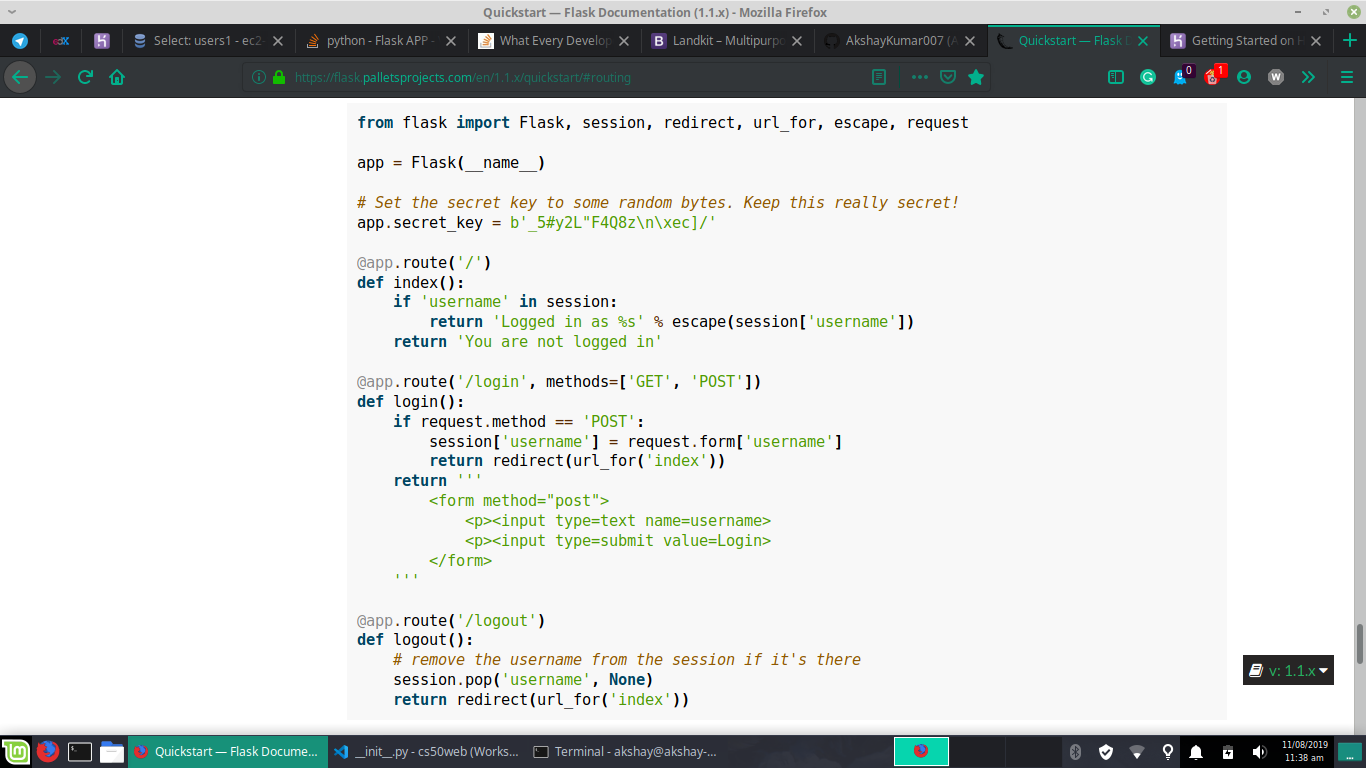 Quickstart — Flask Documentation (1.1.x) - Mozilla Firefox
edX
Select: users1 - ec2-
python - Flask APP -
What Every Develop
Landkit – Multipurpo
AkshayKumar007 (A
Quickstart — Flask D
Getting Started on H
https://flask.palletsprojects.com/en/1.1.x/quickstart/#routing
0
1
W
from flask import Flask, session, redirect, url_for, escape, request
app = Flask(__name__)
# Set the secret key to some random bytes. Keep this really secret!
app.secret_key = b'_5#y2L"F4Q8z\n\xec]/'
@app.route('/')
def index():
    if 'username' in session:
        return 'Logged in as %s' % escape(session['username'])
    return 'You are not logged in'
@app.route('/login', methods=['GET', 'POST'])
def login():
    if request.method == 'POST':
        session['username'] = request.form['username']
        return redirect(url_for('index'))
    return '''
        <form method="post">
            <p><input type=text name=username>
            <p><input type=submit value=Login>
        </form>
    '''
@app.route('/logout')
def logout():
    # remove the username from the session if it's there
    session.pop('username', None)
    return redirect(url_for('index'))
v: 1.1.x
Quickstart — Flask Docume...
__init__.py - cs50web (Works...
Terminal - akshay@akshay-...
11/08/2019
11:38 am